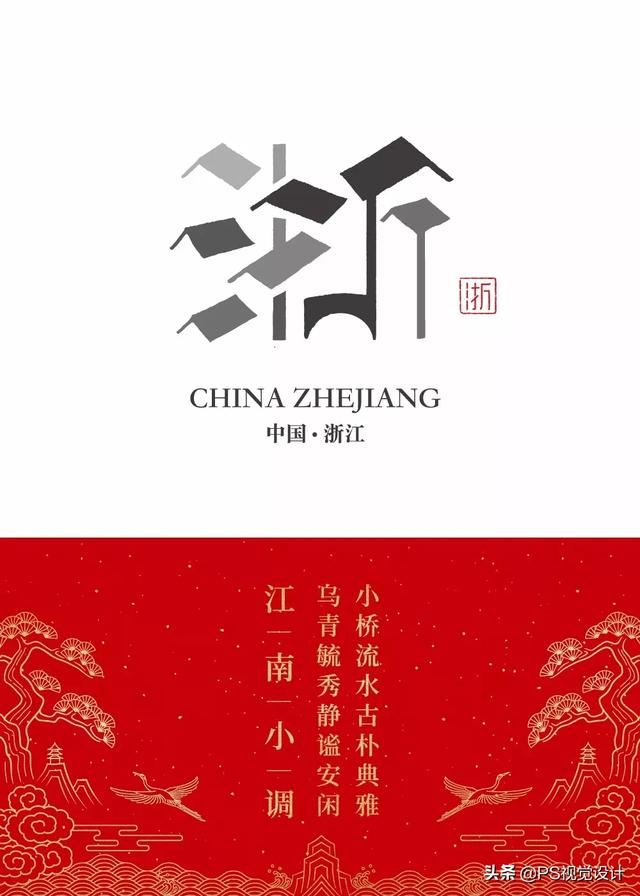 浙
浙
CHINA ZHEJIANG
中国·浙江
小桥流水古朴典雅
乌青毓秀静谧安闲
江南小调
头条 @PS视觉设计